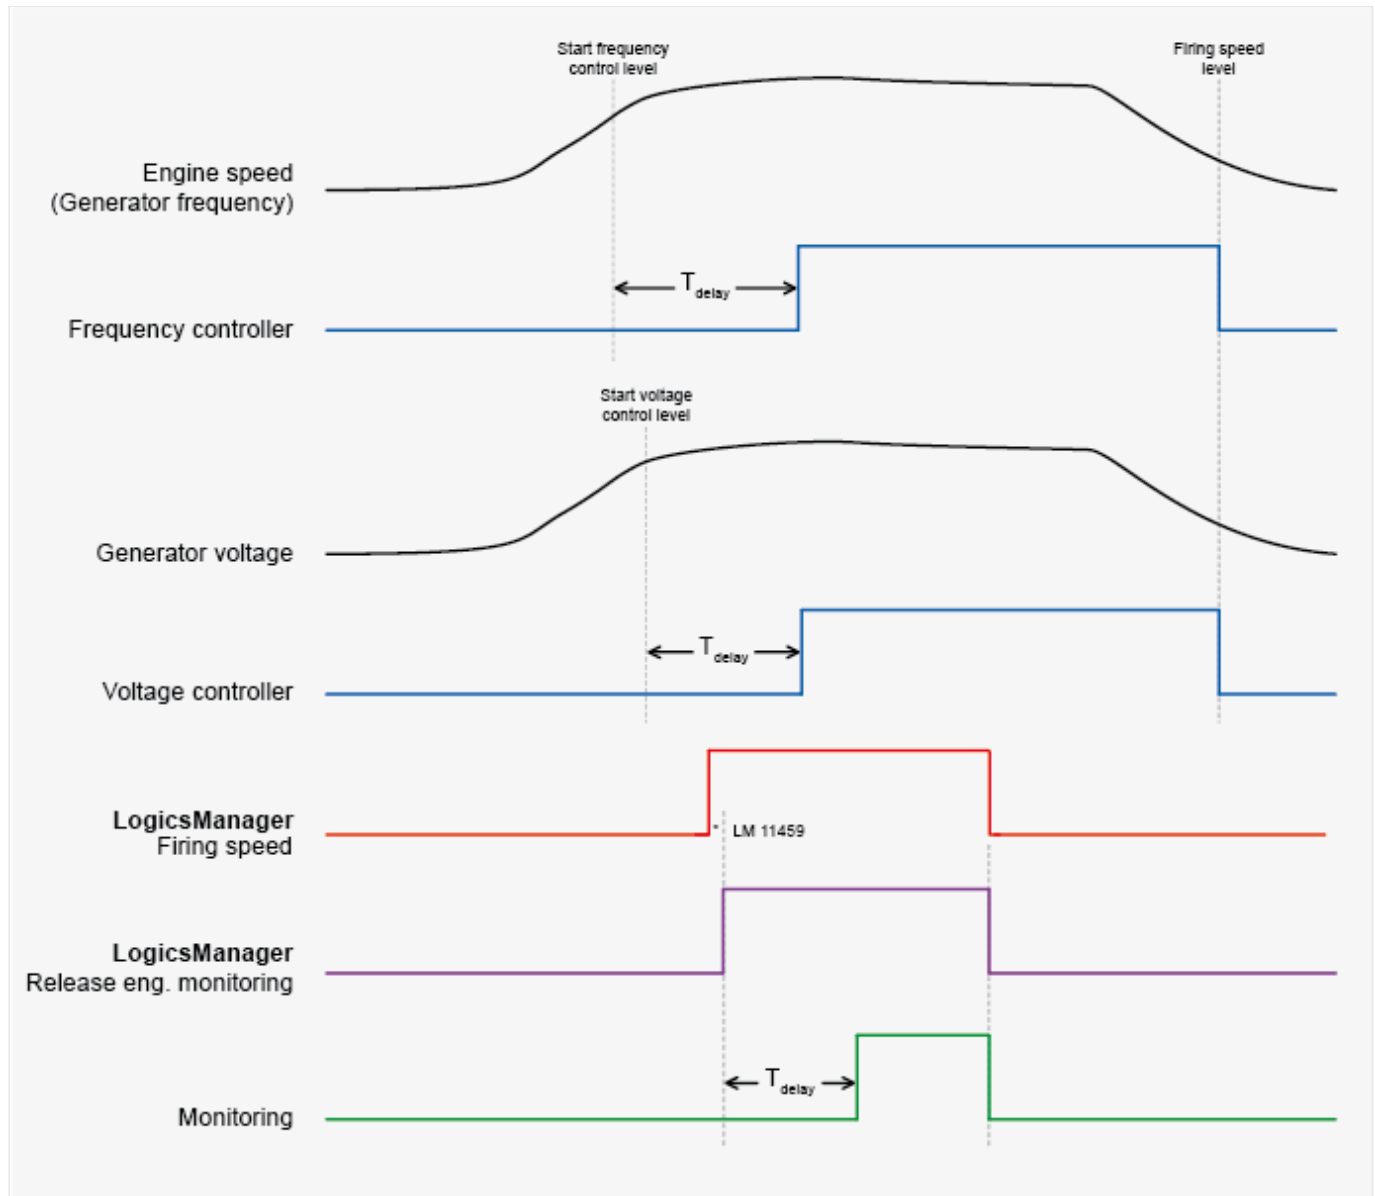 Start frequency
control level
Firing speed
level
Engine speed
(Generator frequency)
Tdelay
Frequency controller
Start voltage
control level
Generator voltage
Tdelay
Voltage controller
LogicsManager
Firing speed
* LM 11459
LogicsManager
Release eng. monitoring
Tdelay
Monitoring